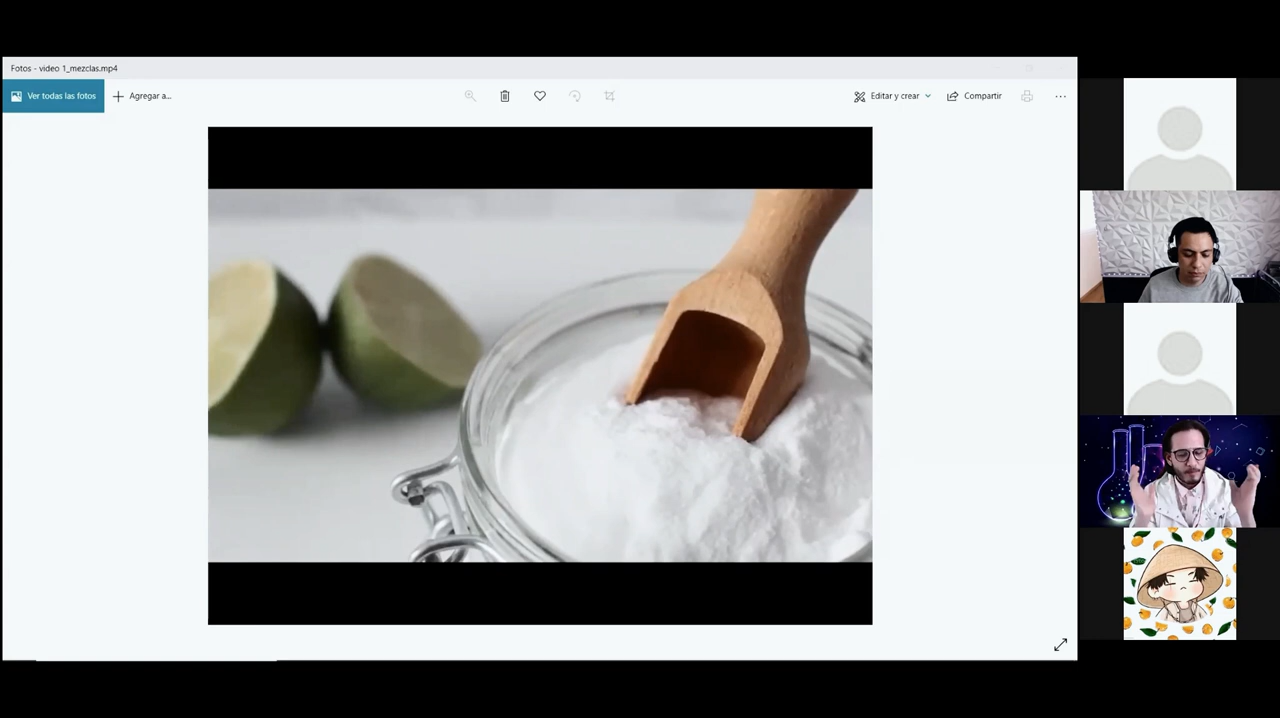 Fotos - video 1_mezclas.mp4
Ver todas las fotos
Agregar a...
Editar y crear
Compartir